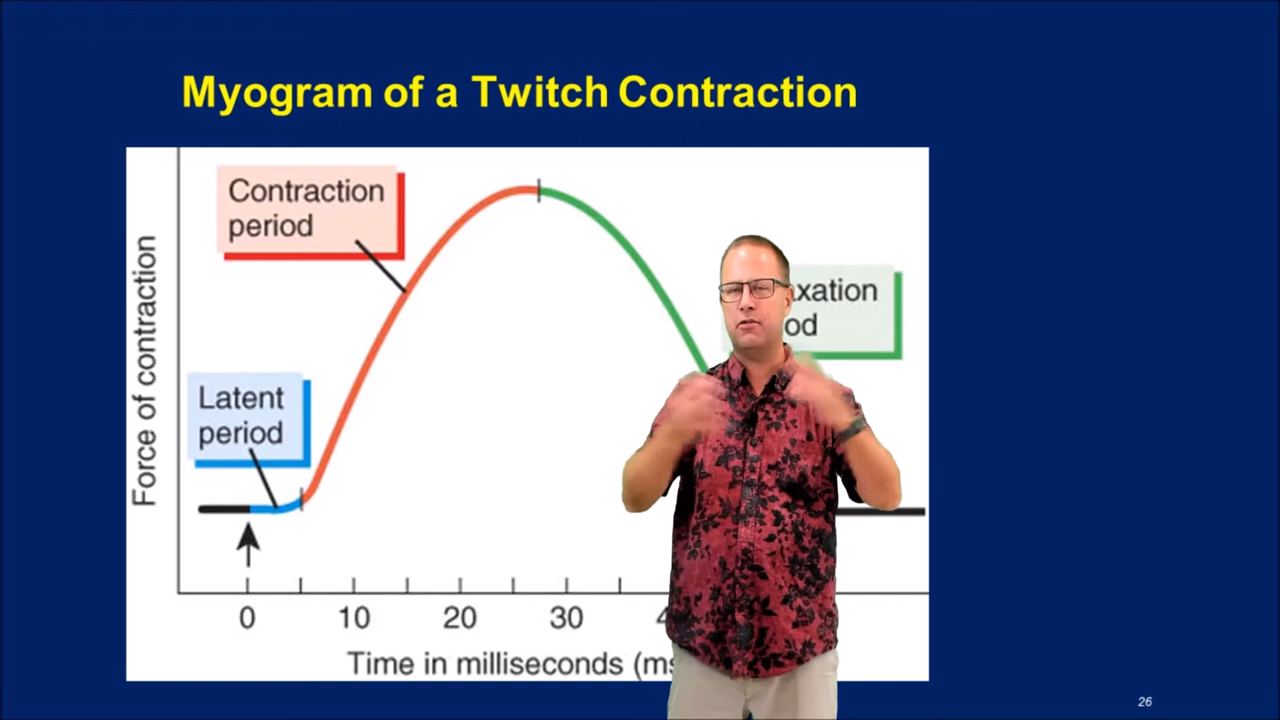 Myogram of a Twitch Contraction
Contraction
period
Latent
period
Force of contraction
0 10 20 30
Time in milliseconds
26